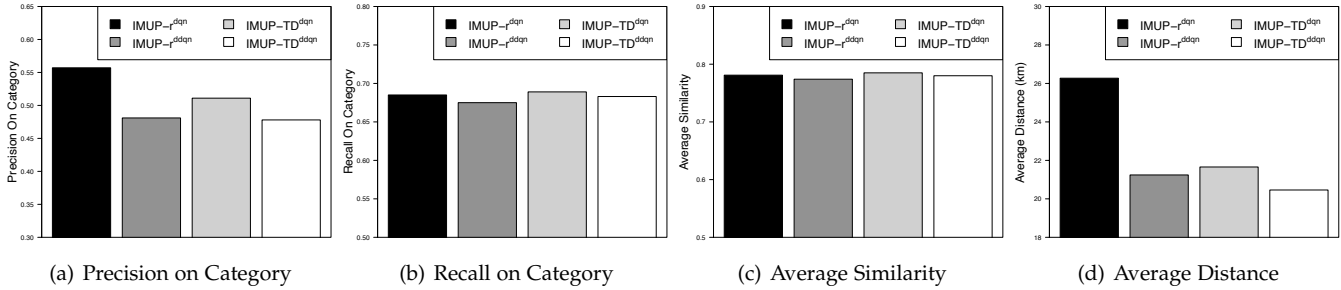 Precision On Category
0.30 0.35 0.40 0.45 0.50 0.55 0.60 0.65
IMUP−r^dqn IMUP−TD^dqn
IMUP−r^ddqn IMUP−TD^ddqn
(a) Precision on Category
Recall On Category
0.50 0.55 0.60 0.65 0.70 0.75 0.80
IMUP−r^dqn IMUP−TD^dqn
IMUP−r^ddqn IMUP−TD^ddqn
(b) Recall on Category
Average Similarity
0.5 0.6 0.7 0.8 0.9
IMUP−r^dqn IMUP−TD^dqn
IMUP−r^ddqn IMUP−TD^ddqn
(c) Average Similarity
Average Distance (km)
18 20 22 24 26 28 30
IMUP−r^dqn IMUP−TD^dqn
IMUP−r^ddqn IMUP−TD^ddqn
(d) Average Distance